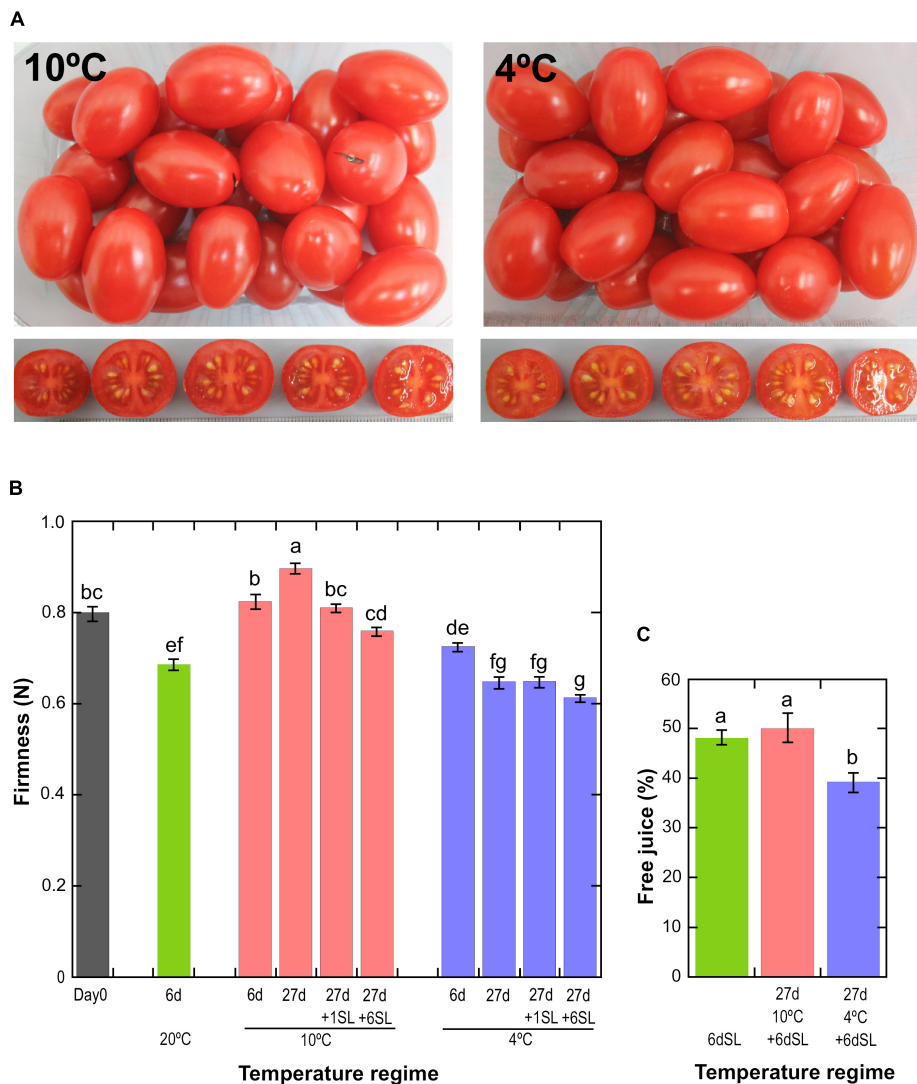 A
10ºC
4ºC
B
1.0
0.8
0.6
0.4
0.2
0
Firmness (N)
bc
ef
b
a
bc
cd
de
fg
fg
g
Day0
6d
6d
27d
27d
27d
6d
27d
27d
27d
+1SL
+6SL
+1SL
+6SL
20ºC
10ºC
4ºC
Temperature regime
C
60
50
40
30
20
10
0
Free juice (%)
a
a
b
27d
27d
10ºC
4ºC
6dSL
+6dSL
+6dSL
Temperature regime